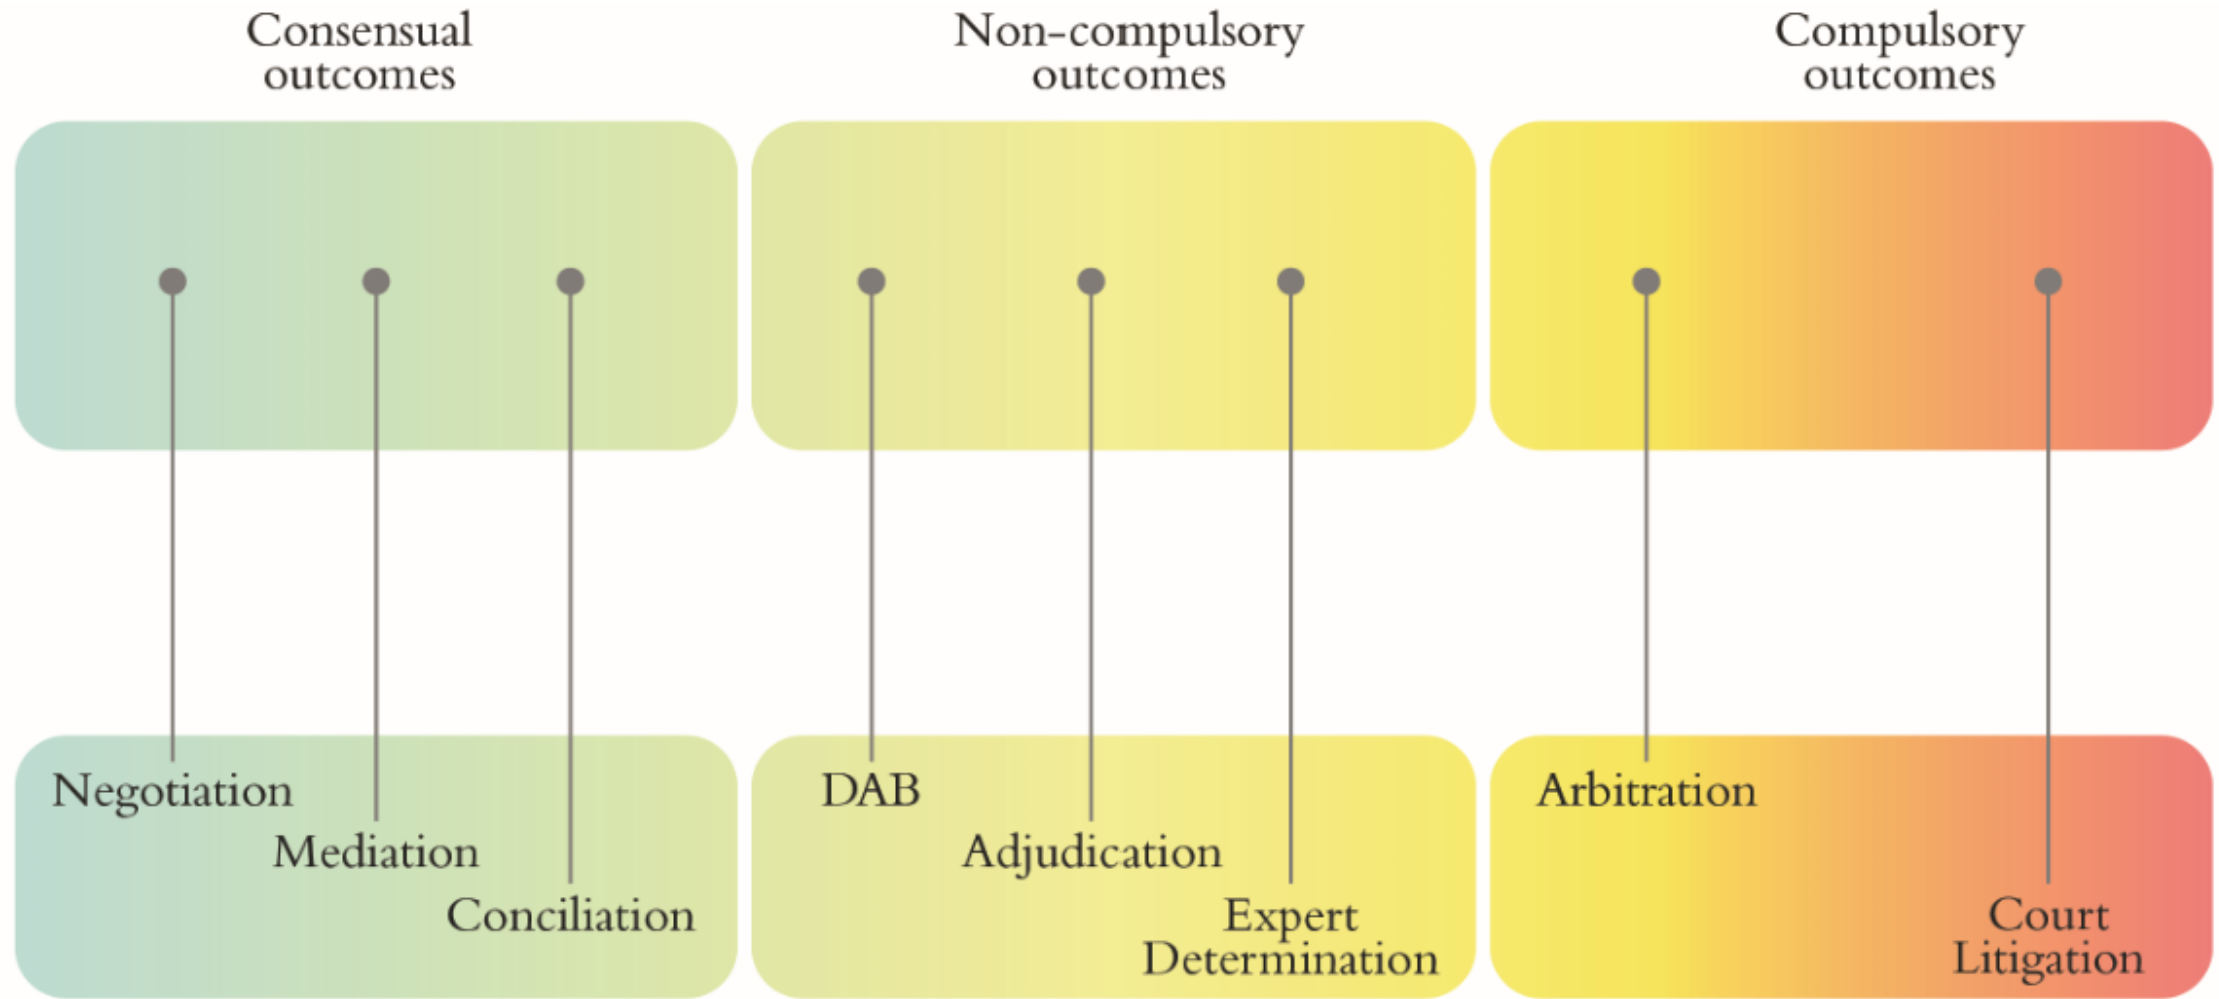 Consensual
outcomes
Non-compulsory
outcomes
Compulsory
outcomes
Negotiation
Mediation
Conciliation
DAB
Adjudication
Expert
Determination
Arbitration
Court
Litigation